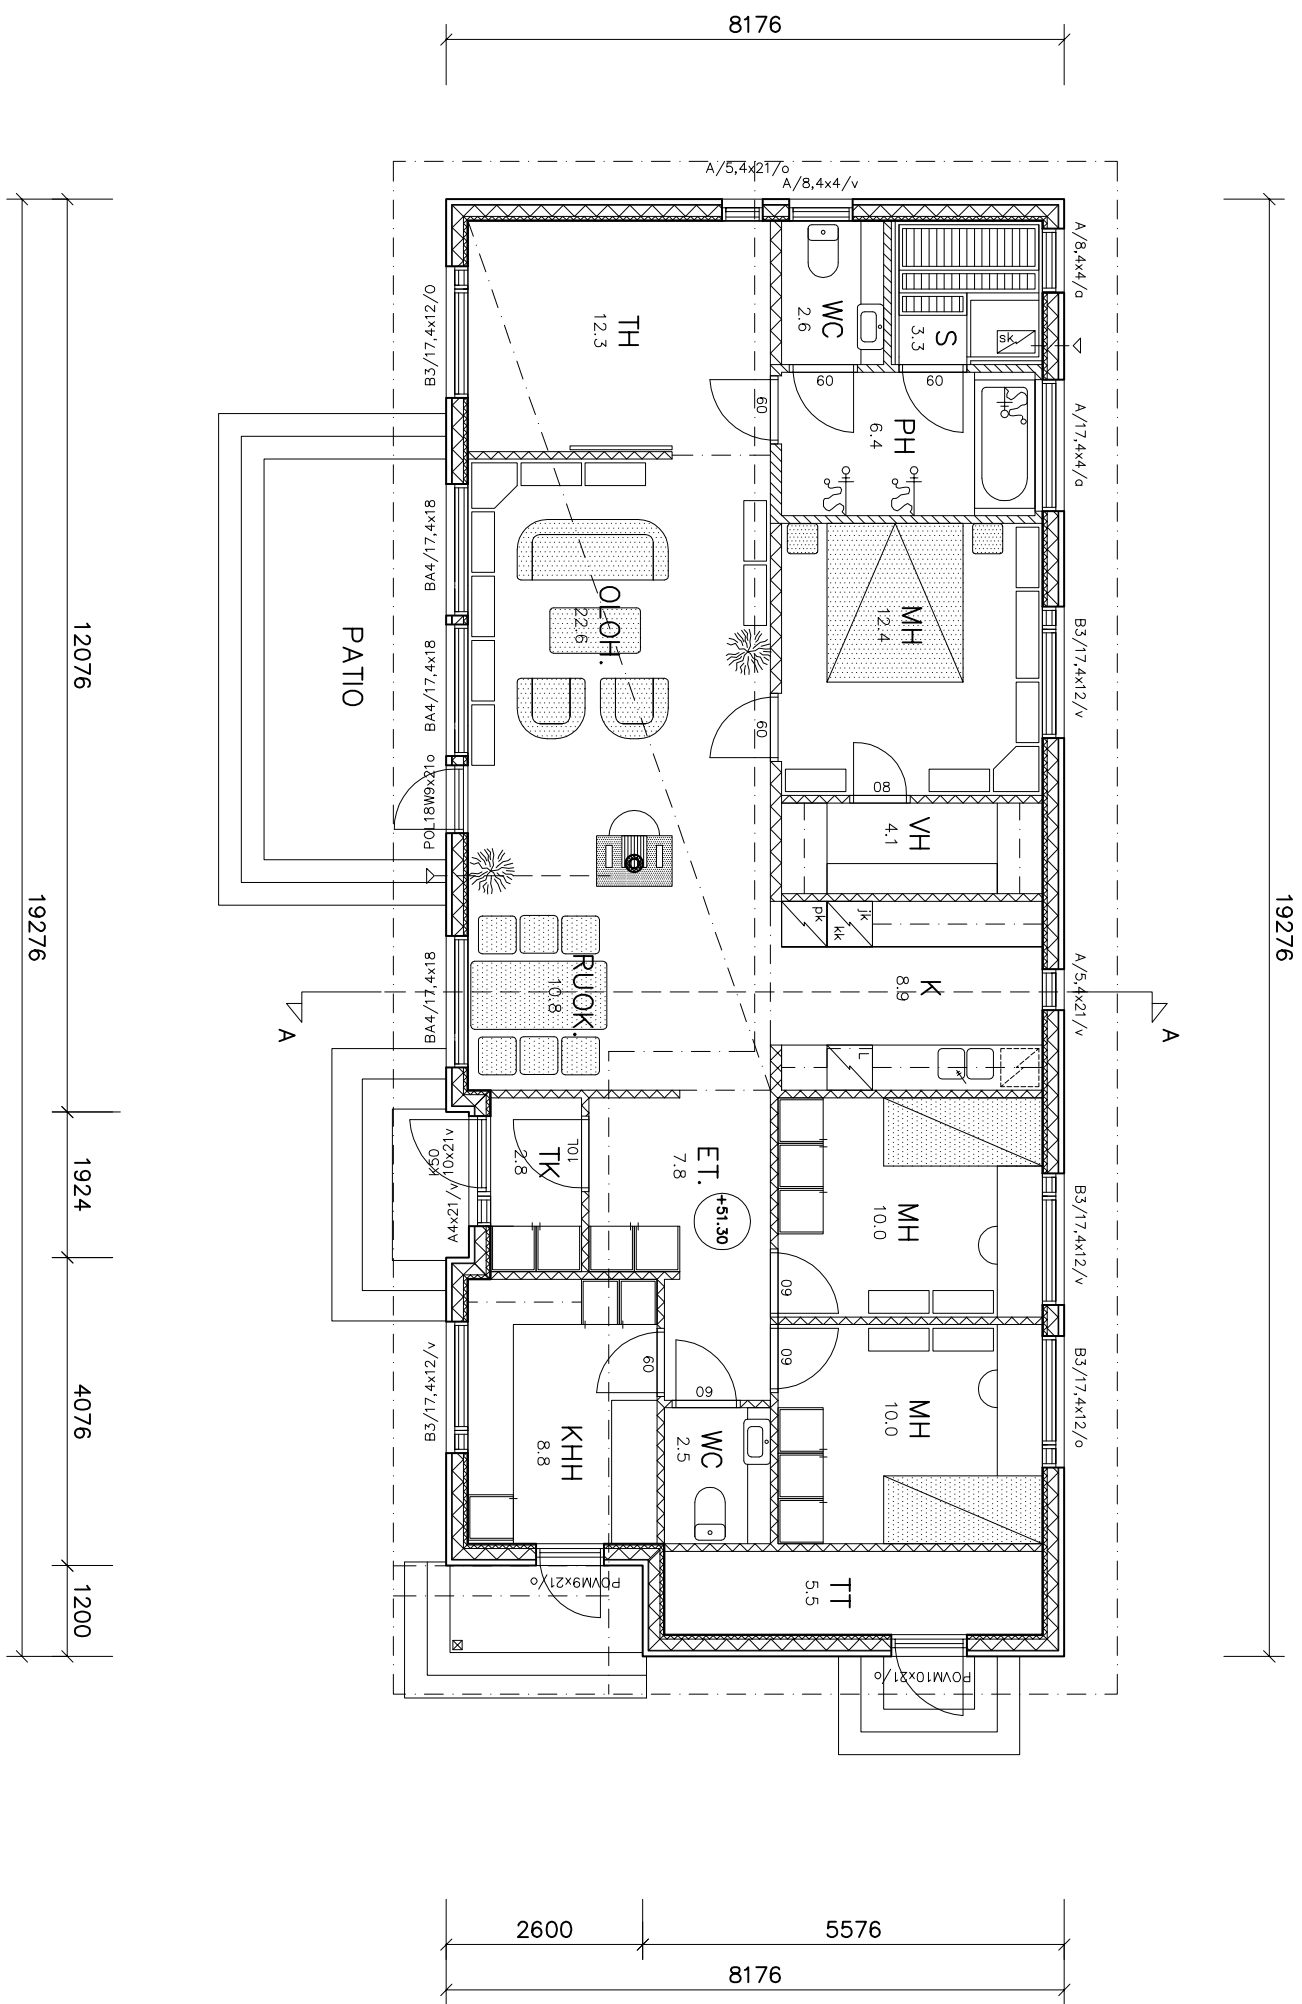 8176
A/5,4x21/o
A/8,4x4/v
A/8,4x4/a
A/17,4x4/a
B3/17,4x12/v
A/5,4x21/v
B3/17,4x12/v
B3/17,4x12/o
19276
TH
12.3
WC
2.6
S
3.3
sk.
60
60
60
PH
6.4
B3/17,4x12/O
BA4/17,4x18
BA4/17,4x18
POL18W9x21o
BA4/17,4x18
PATIO
OLOH.
22.6
MH
12.4
60
80
VH
4.1
pk
jk
kk
K
8.9
RUOK.
10.8
A
A
L
K50
10x21v
A4x21/v
TK
2.8
10L
ET.
7.8
+51.30
MH
10.0
60
60
MH
10.0
B3/17,4x12/v
KHH
8.8
60
60
WC
2.5
TT
5.5
POVM9x21/o
POVM10x21/o
12076
1924
4076
1200
19276
2600
5576
8176